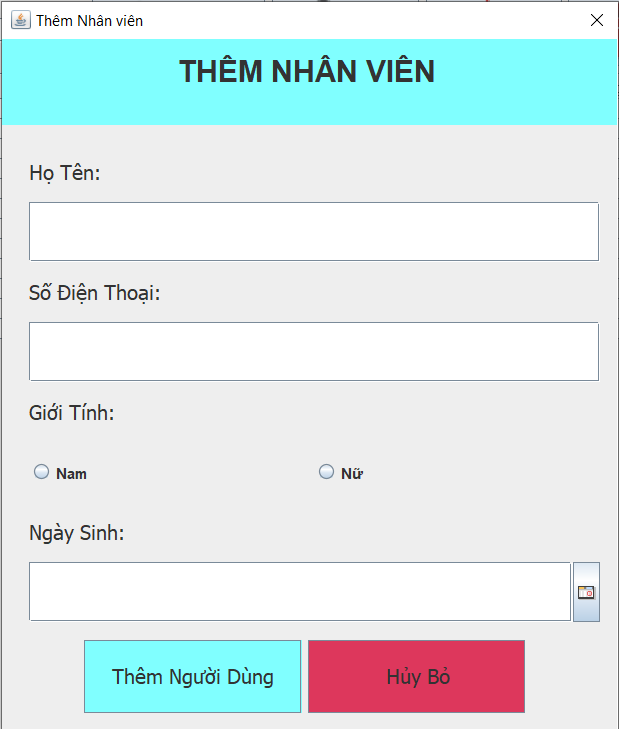 Thêm Nhân viên
THÊM NHÂN VIÊN
Họ Tên:
Số Điện Thoại:
Giới Tính:
Nam Nữ
Ngày Sinh:
Thêm Người Dùng Hủy Bỏ